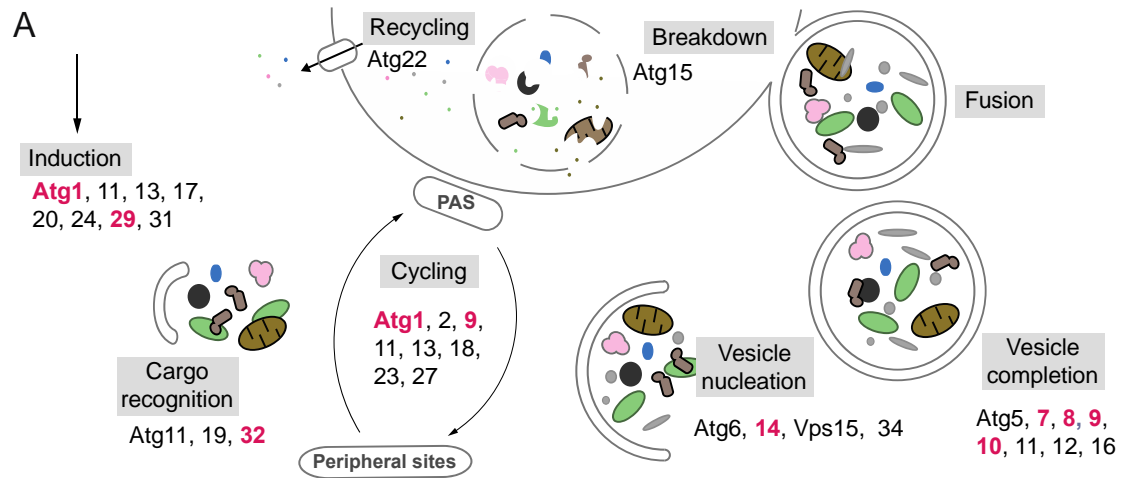 A
Recycling
Atg22
Breakdown
Atg15
Fusion
Induction
Atg1, 11, 13, 17,
20, 24, 29, 31
PAS
Cycling
Atg1, 2, 9,
11, 13, 18,
23, 27
Peripheral sites
Cargo
recognition
Atg11, 19, 32
Vesicle
nucleation
Atg6, 14, Vps15, 34
Vesicle
completion
Atg5, 7, 8, 9,
10, 11, 12, 16